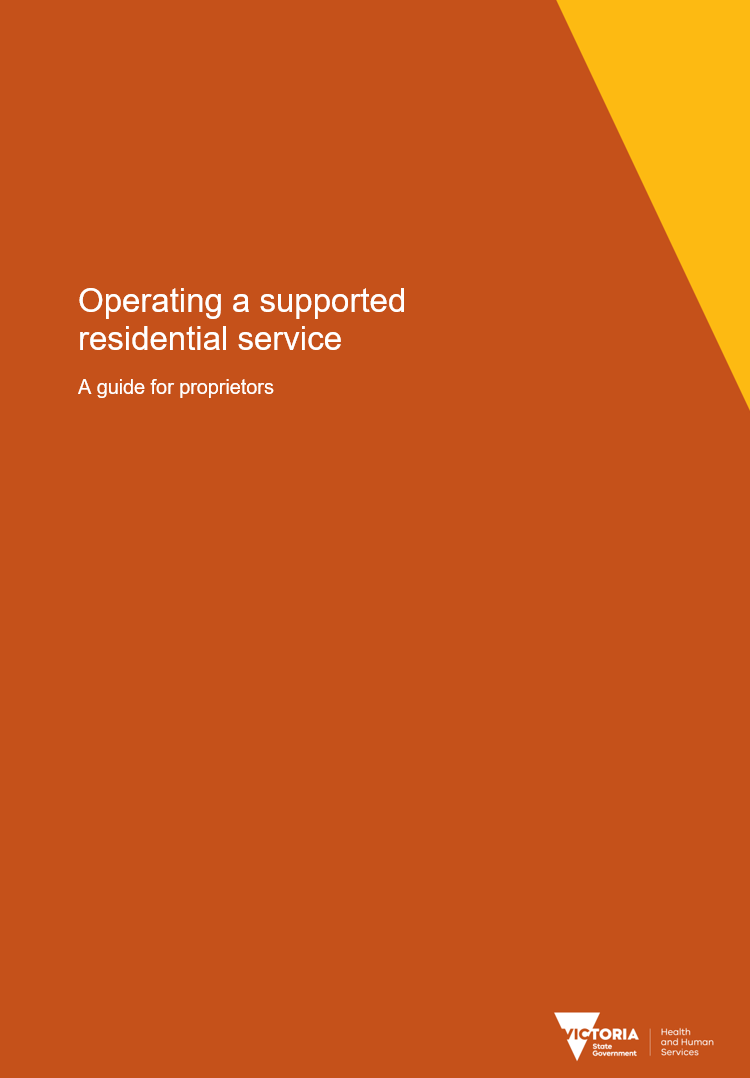 Operating a supported
residential service
A guide for proprietors
VICTORIA
State
Government
Health
and Human
Services